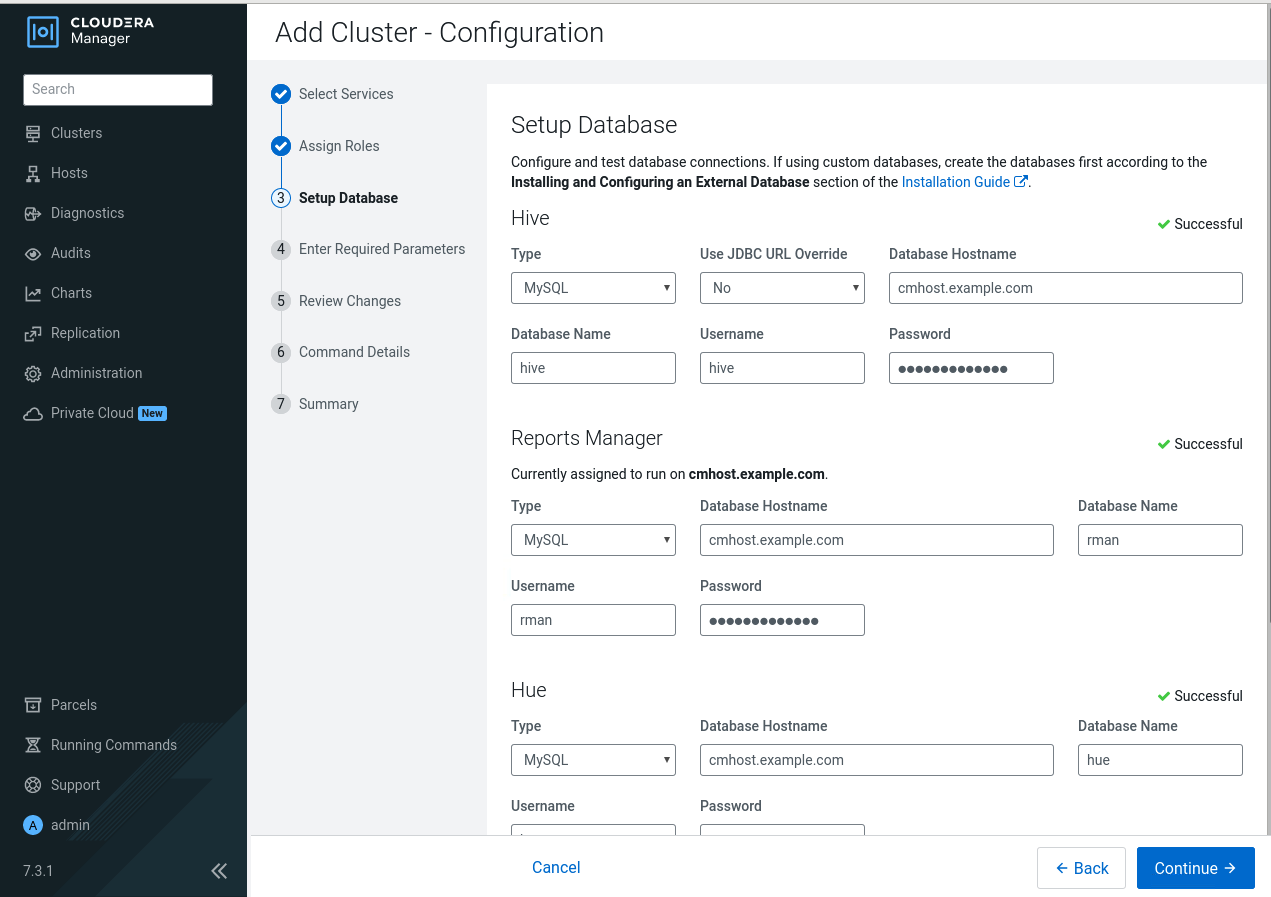 CLOUDERA
Manager
Search
Clusters
Hosts
Diagnostics
Audits
Charts
Replication
Administration
Private Cloud New
Parcels
Running Commands
Support
A admin
7.3.1
Add Cluster - Configuration
Select Services
Assign Roles
3 Setup Database
4 Enter Required Parameters
5 Review Changes
6 Command Details
7 Summary
Setup Database
Configure and test database connections. If using custom databases, create the databases first according to the
Installing and Configuring an External Database section of the Installation Guide.
Hive
Successful
Type Use JDBC URL Override Database Hostname
MySQL No cmhost.example.com
Database Name Username Password
hive hive •••••••••••••
Reports Manager
Successful
Currently assigned to run on cmhost.example.com.
Type Database Hostname Database Name
MySQL cmhost.example.com rman
Username Password
rman •••••••••••••
Hue
Successful
Type Database Hostname Database Name
MySQL cmhost.example.com hue
Username Password
Cancel
Back
Continue